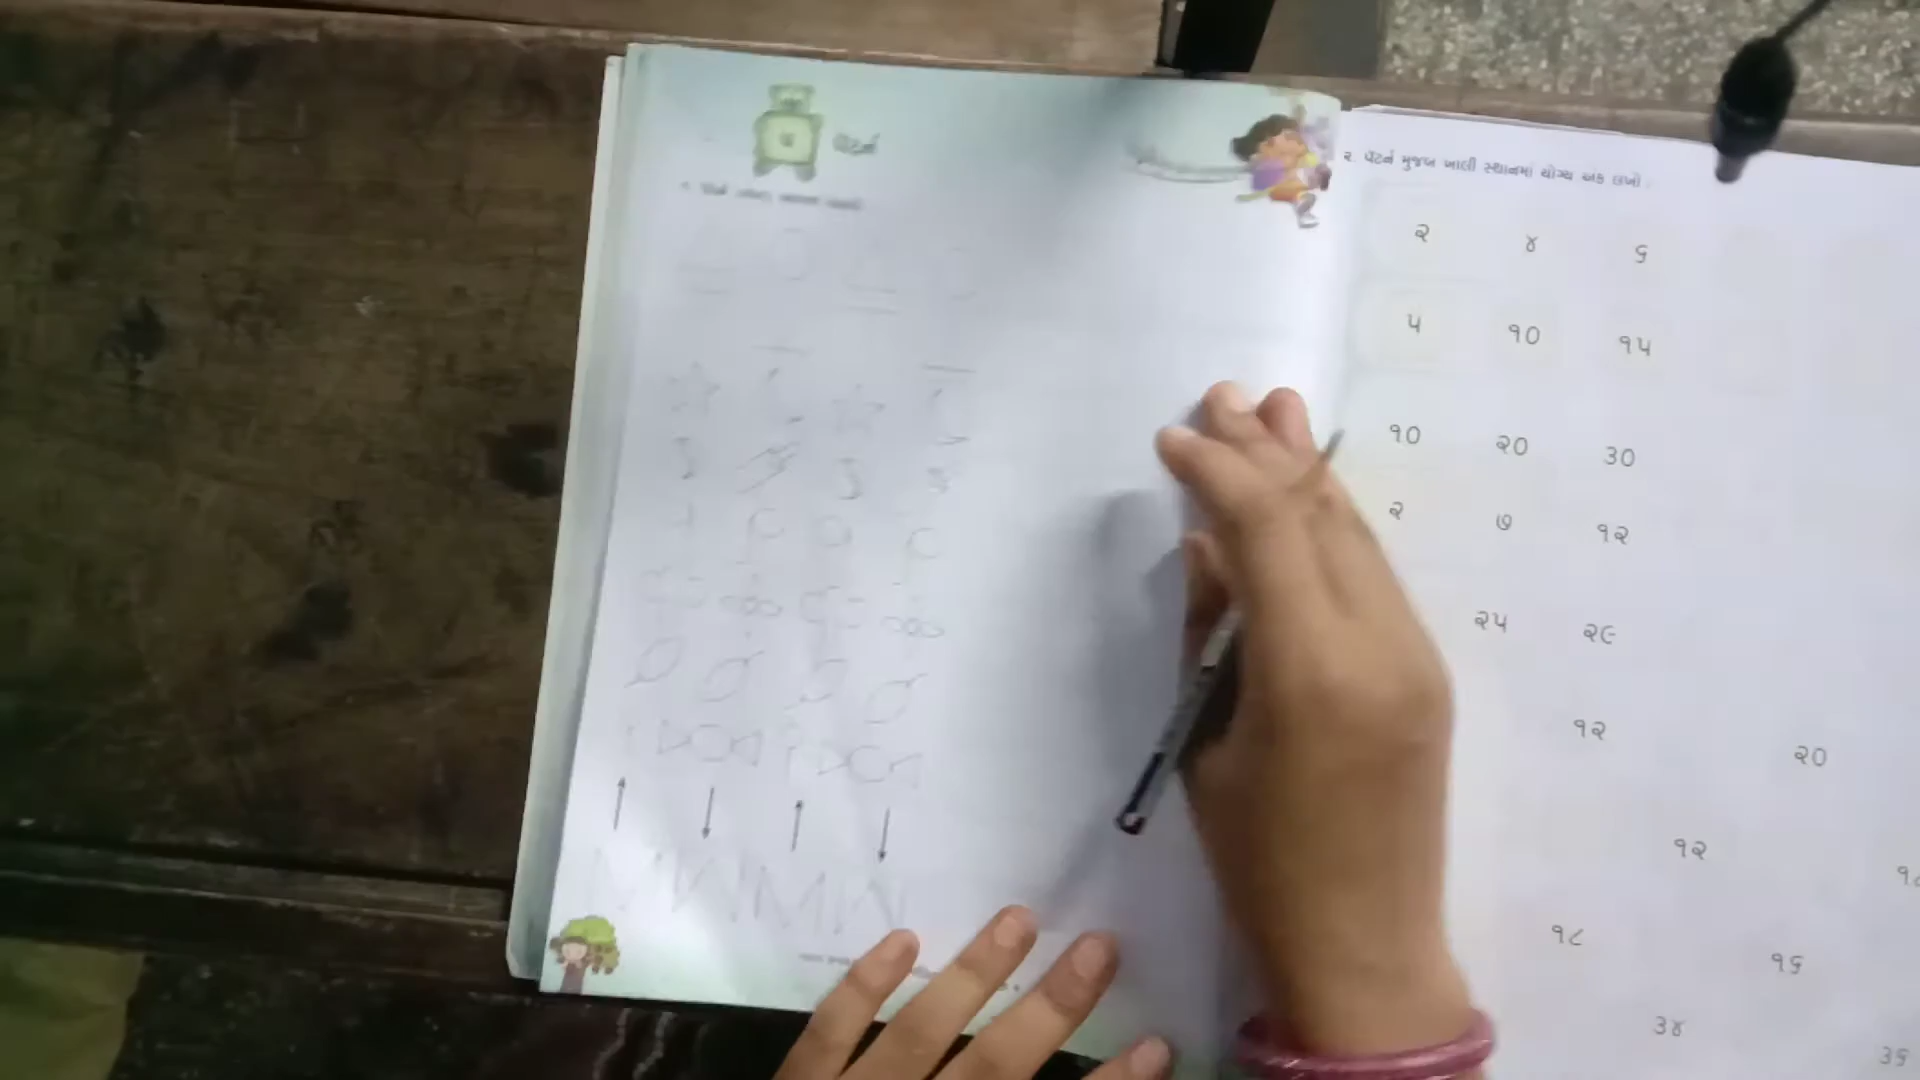 પૅટર્ન
૨. પૅટર્ન મુજબ ખાલી સ્થાનમાં યોગ્ય અંક લખો :
૨ ૪ ૬
૫ ૧૦ ૧૫
૧૦ ૨૦ ૩૦
૨ ૭ ૧૨
૨૫ ૨૯
૧૨ ૨૦
૧૨
૧૮ ૧૬
૩૪ ૩૬